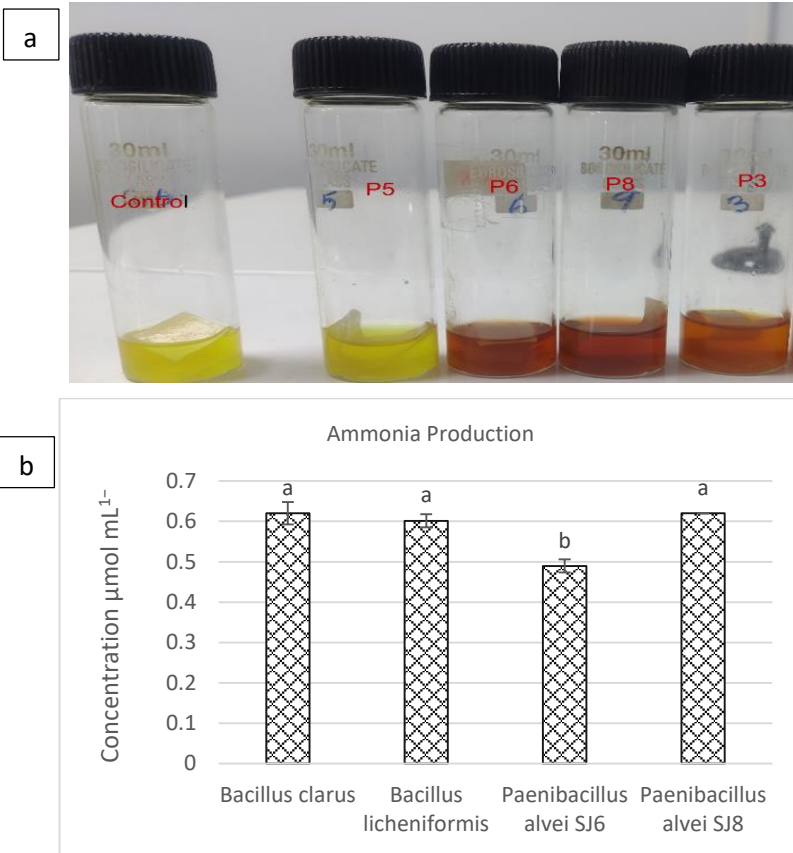 a
30ml
30ml
30ml
30ml
BOROSILICATE
Control
5
P5
P6
6
P8
9
P3
3
b
Ammonia Production
Concentration µmol mL¹⁻
0.7
0.6
0.5
0.4
0.3
0.2
0.1
0
a
a
b
a
Bacillus clarus
Bacillus
licheniformis
Paenibacillus
alvei SJ6
Paenibacillus
alvei SJ8